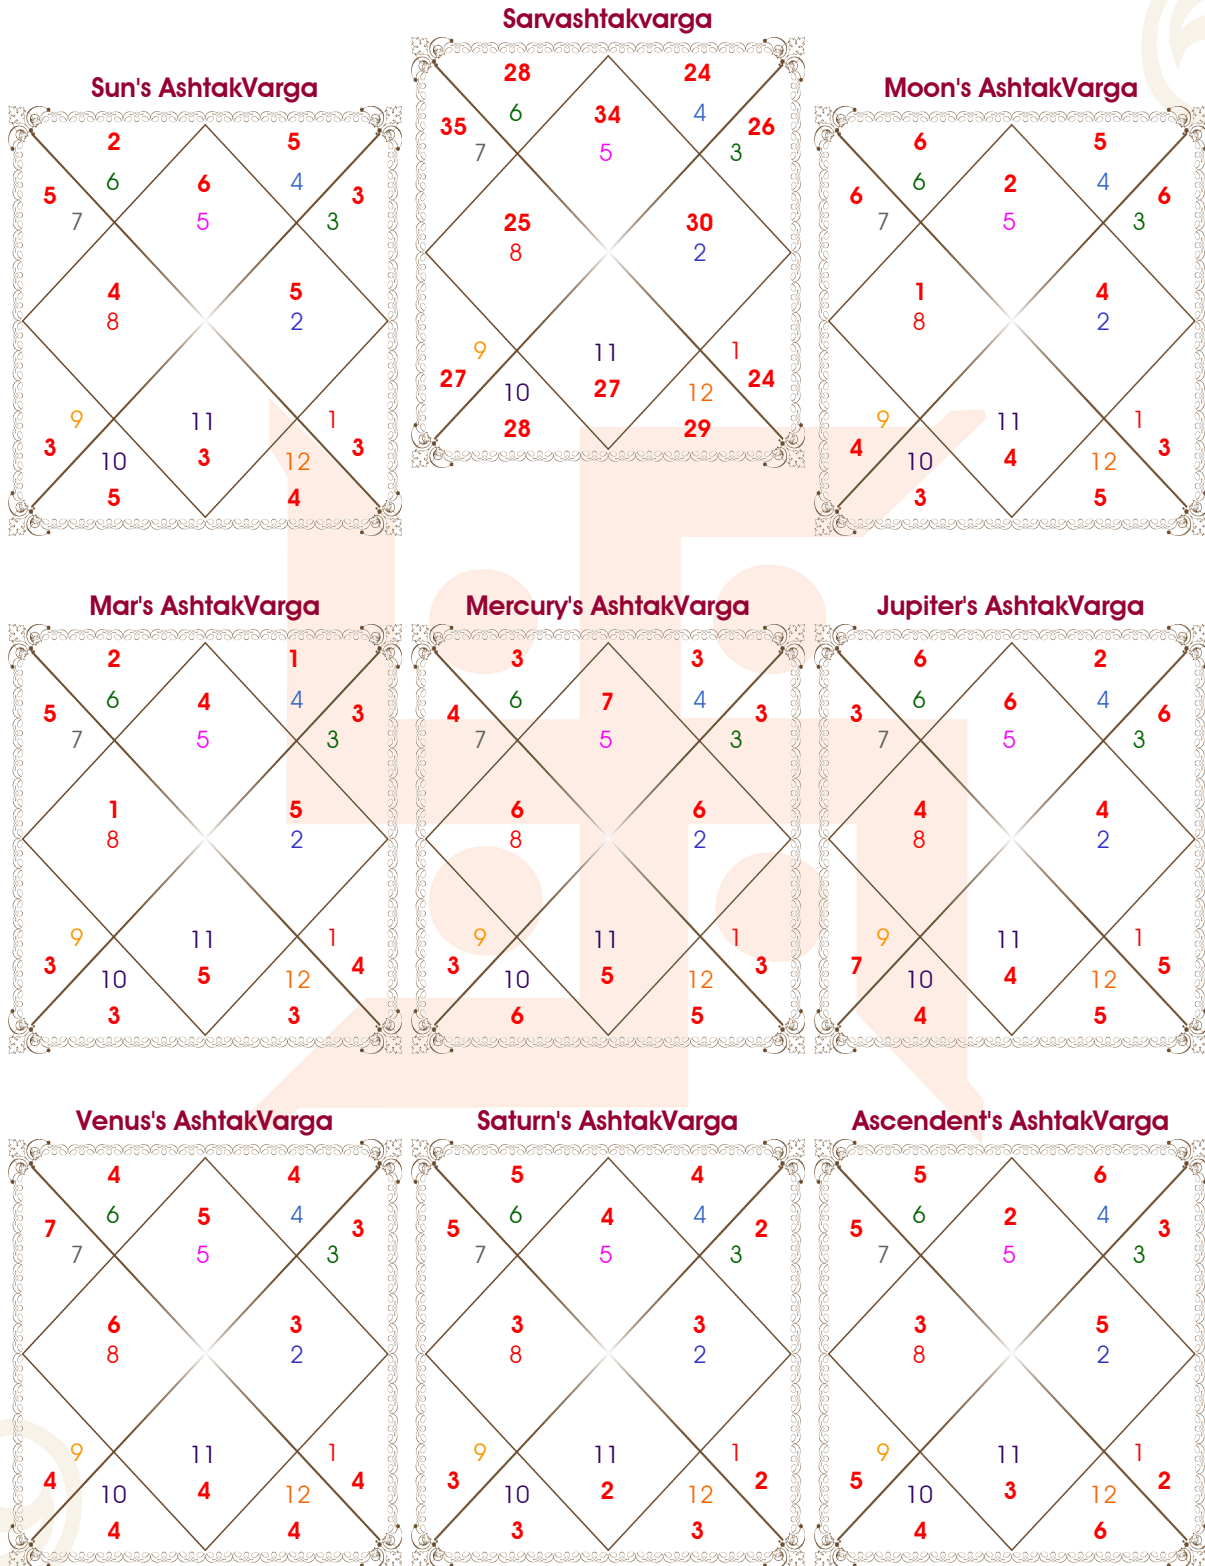 Sarvashtakvarga
28 24
6 34 4
35 26
7 5 3
25 30
8 2
9 11 1
27 27 24
10 12
28 29
Sun's AshtakVarga
2 5
6 6 4
5 3
7 5 3
4 5
8 2
9 11 1
3 3 3
10 12
5 4
Moon's AshtakVarga
6 5
6 2 4
6 6
7 5 3
1 4
8 2
9 11 1
4 4 3
10 12
3 5
Mar's AshtakVarga
2 1
6 4 4
5 3
7 5 3
1 5
8 2
9 11 1
3 5 4
10 12
3 3
Mercury's AshtakVarga
3 3
6 7 4
4 3
7 5 3
6 6
8 2
9 11 1
3 5 3
10 12
6 5
Jupiter's AshtakVarga
6 2
6 6 4
3 6
7 5 3
4 4
8 2
9 11 1
7 4 5
10 12
4 5
Venus's AshtakVarga
4 4
6 5 4
7 3
7 5 3
6 3
8 2
9 11 1
4 4 4
10 12
4 4
Saturn's AshtakVarga
5 4
6 4 4
5 2
7 5 3
3 3
8 2
9 11 1
3 2 2
10 12
3 3
Ascendent's AshtakVarga
5 6
6 2 4
5 3
7 5 3
3 5
8 2
9 11 1
5 3 2
10 12
4 6